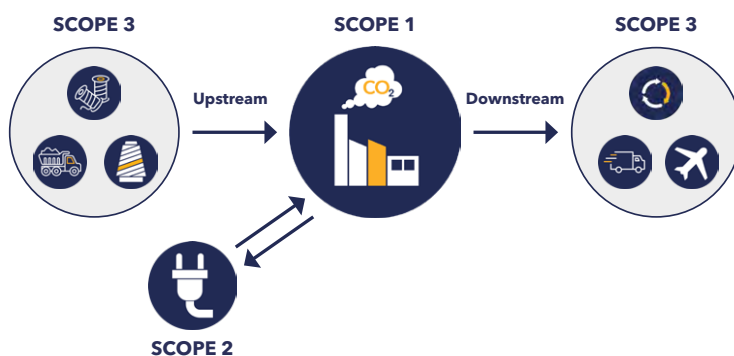 SCOPE 3
SCOPE 1
SCOPE 3
CO2
Upstream
Downstream
SCOPE 2